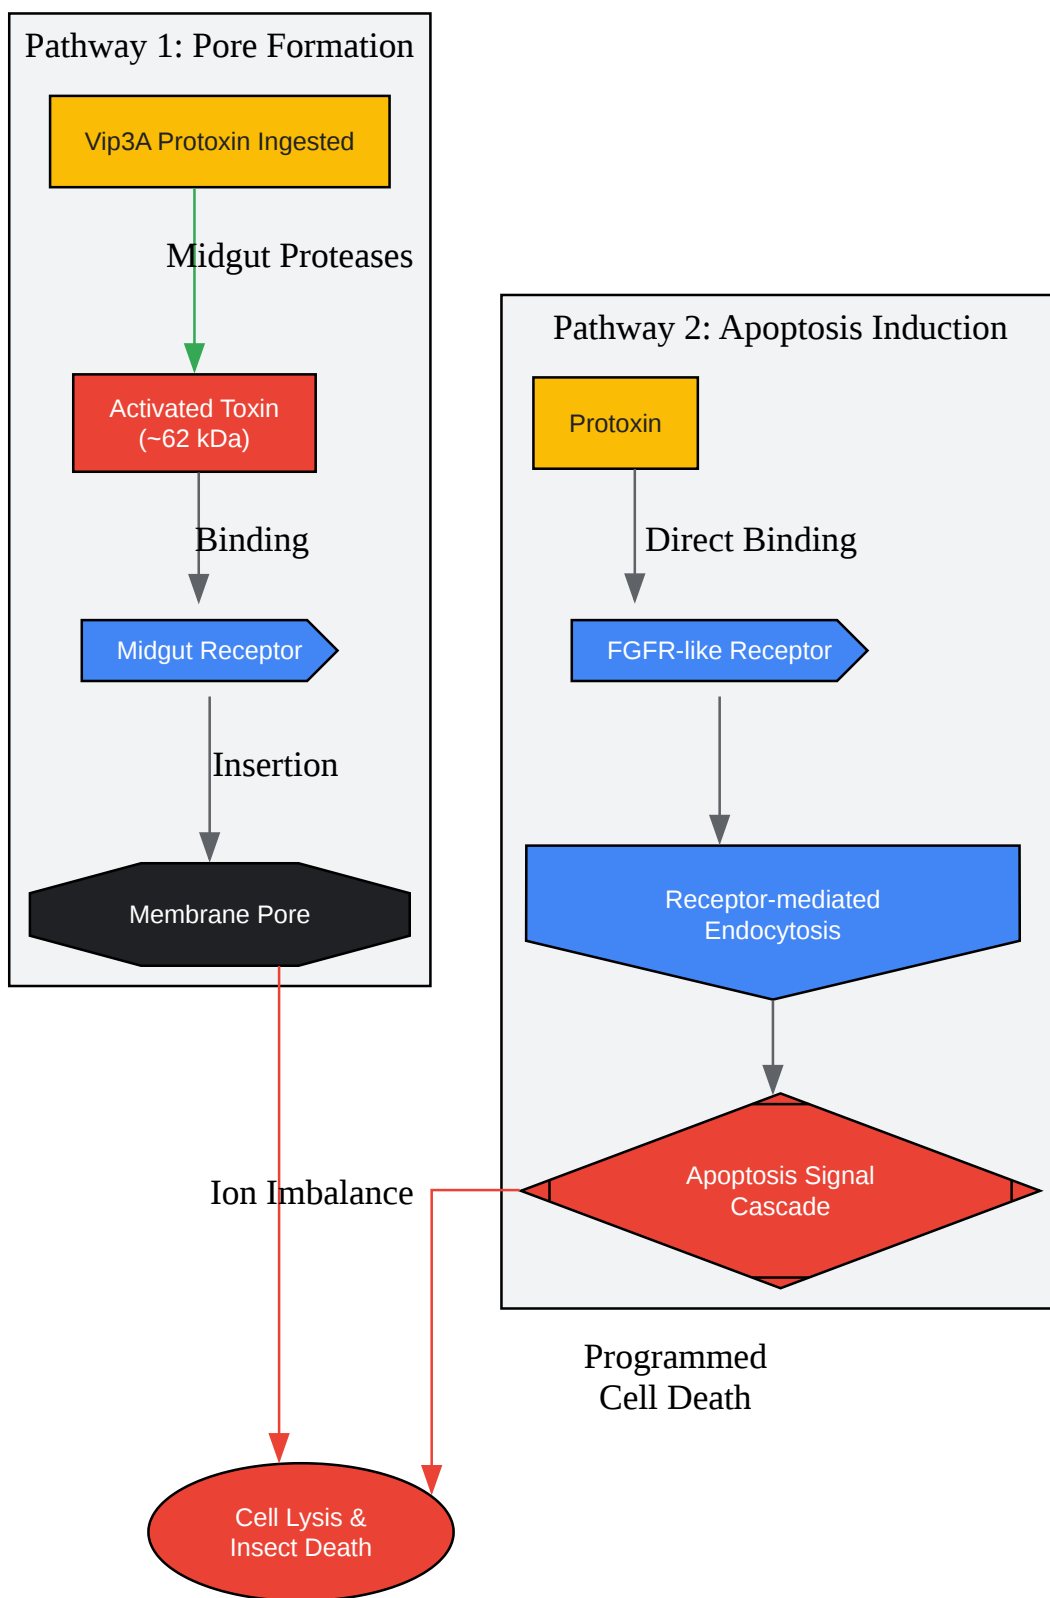 Pathway 1: Pore Formation
Vip3A Protoxin Ingested
Midgut Proteases
Activated Toxin
(~62 kDa)
Binding
Midgut Receptor
Insertion
Membrane Pore
Pathway 2: Apoptosis Induction
Protoxin
Direct Binding
FGFR-like Receptor
Receptor-mediated
Endocytosis
Apoptosis Signal
Cascade
Ion Imbalance
Programmed
Cell Death
Cell Lysis &
Insect Death